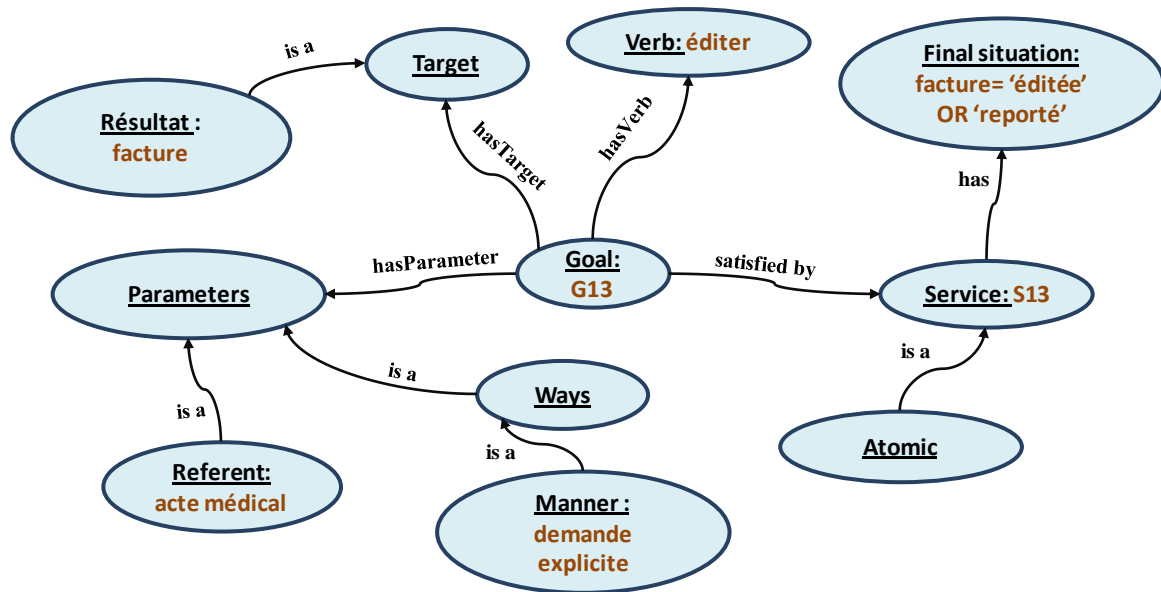 is a
Target
Verb: éditer
Final situation:
facture= ‘éditée’
OR ‘reporté’
Résultat :
facture
hasTarget
hasVerb
has
hasParameter
Goal:
G13
satisfied by
Parameters
Service: S13
is a
is a
is a
Ways
is a
Atomic
Referent:
acte médical
Manner :
demande
explicite